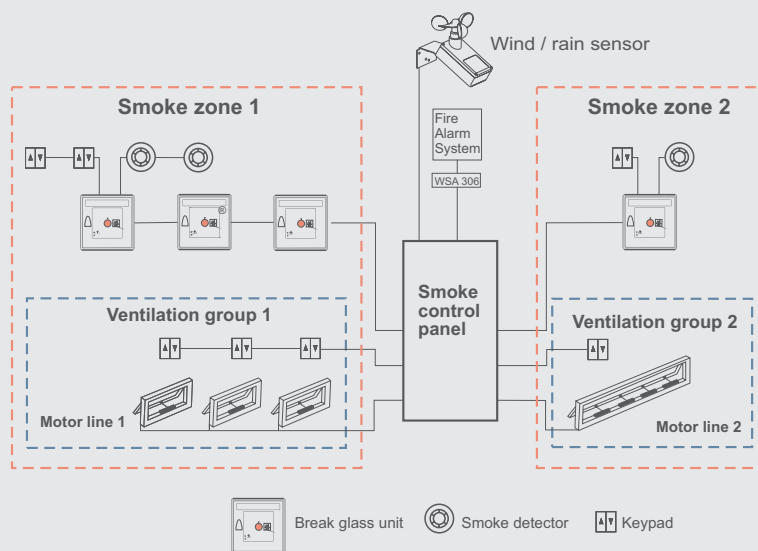 Wind / rain sensor
Smoke zone 1
Smoke zone 2
Fire
Alarm
System
WSA 306
Smoke
control
panel
Ventilation group 1
Ventilation group 2
Motor line 1
Motor line 2
Break glass unit
Smoke detector
Keypad